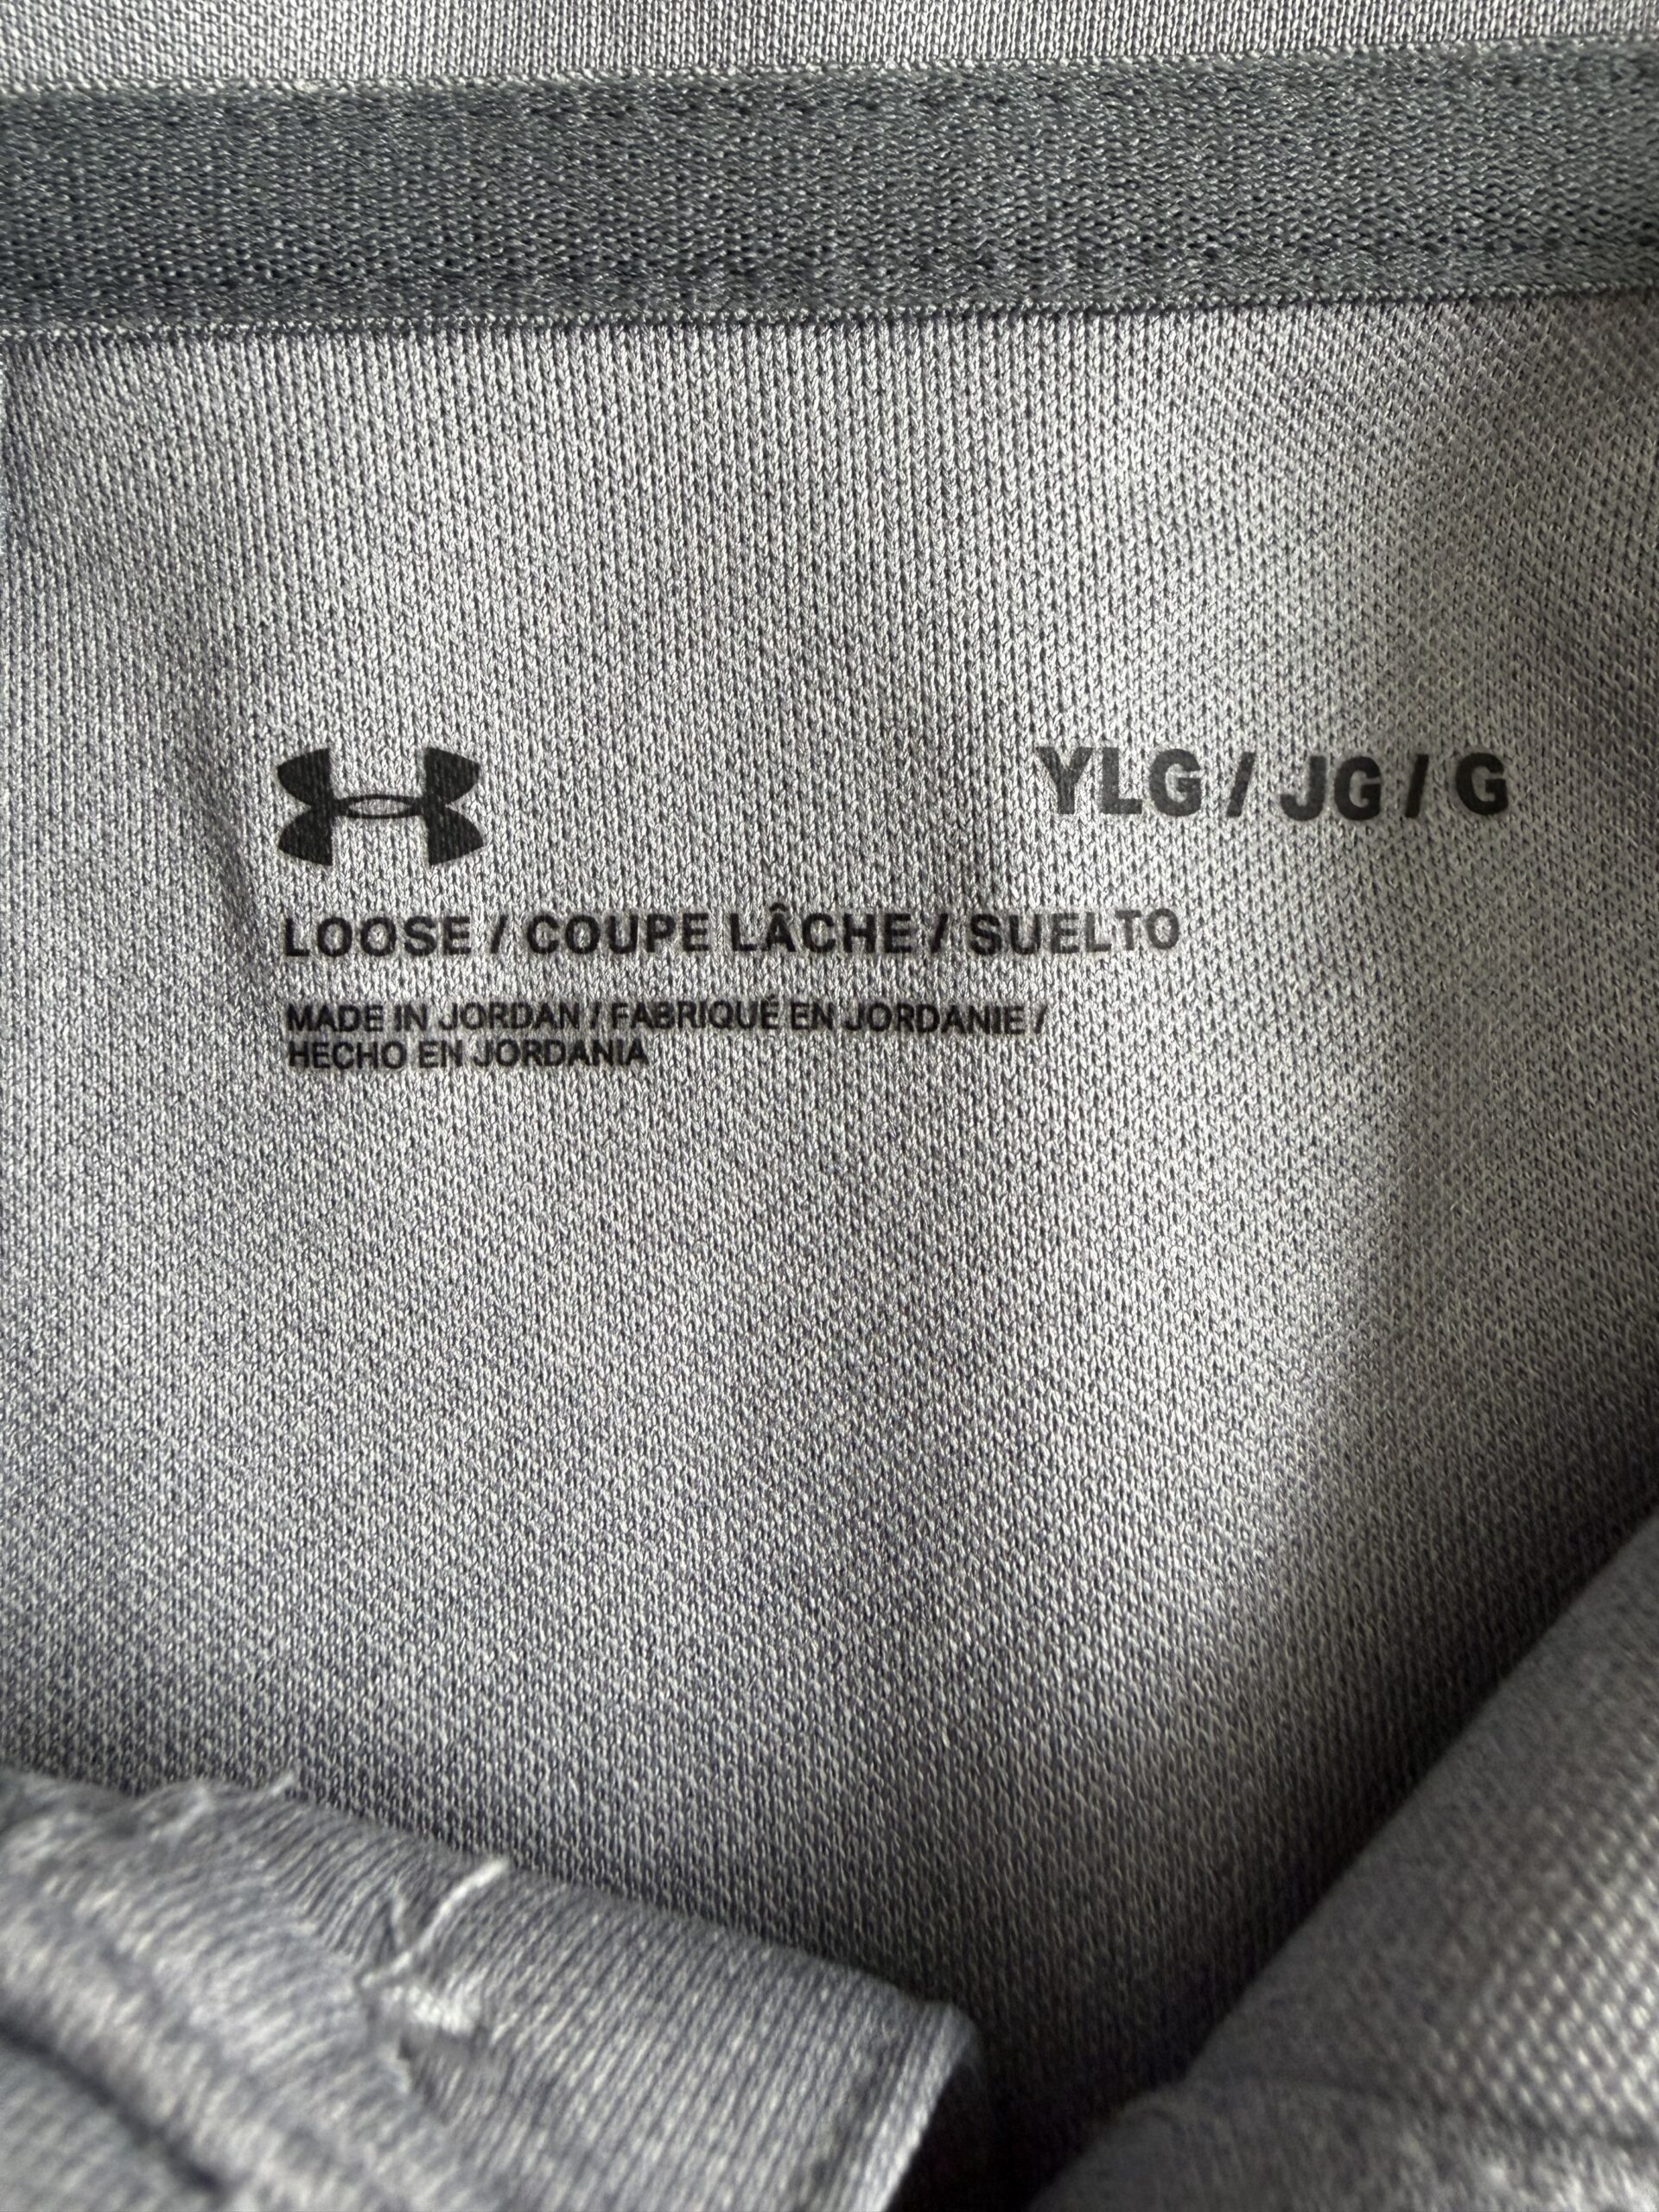 YLG / JG / G
LOOSE / COUPE LÂCHE / SUELTO
MADE IN JORDAN / FABRIQUÉ EN JORDANIE /
HECHO EN JORDANIA